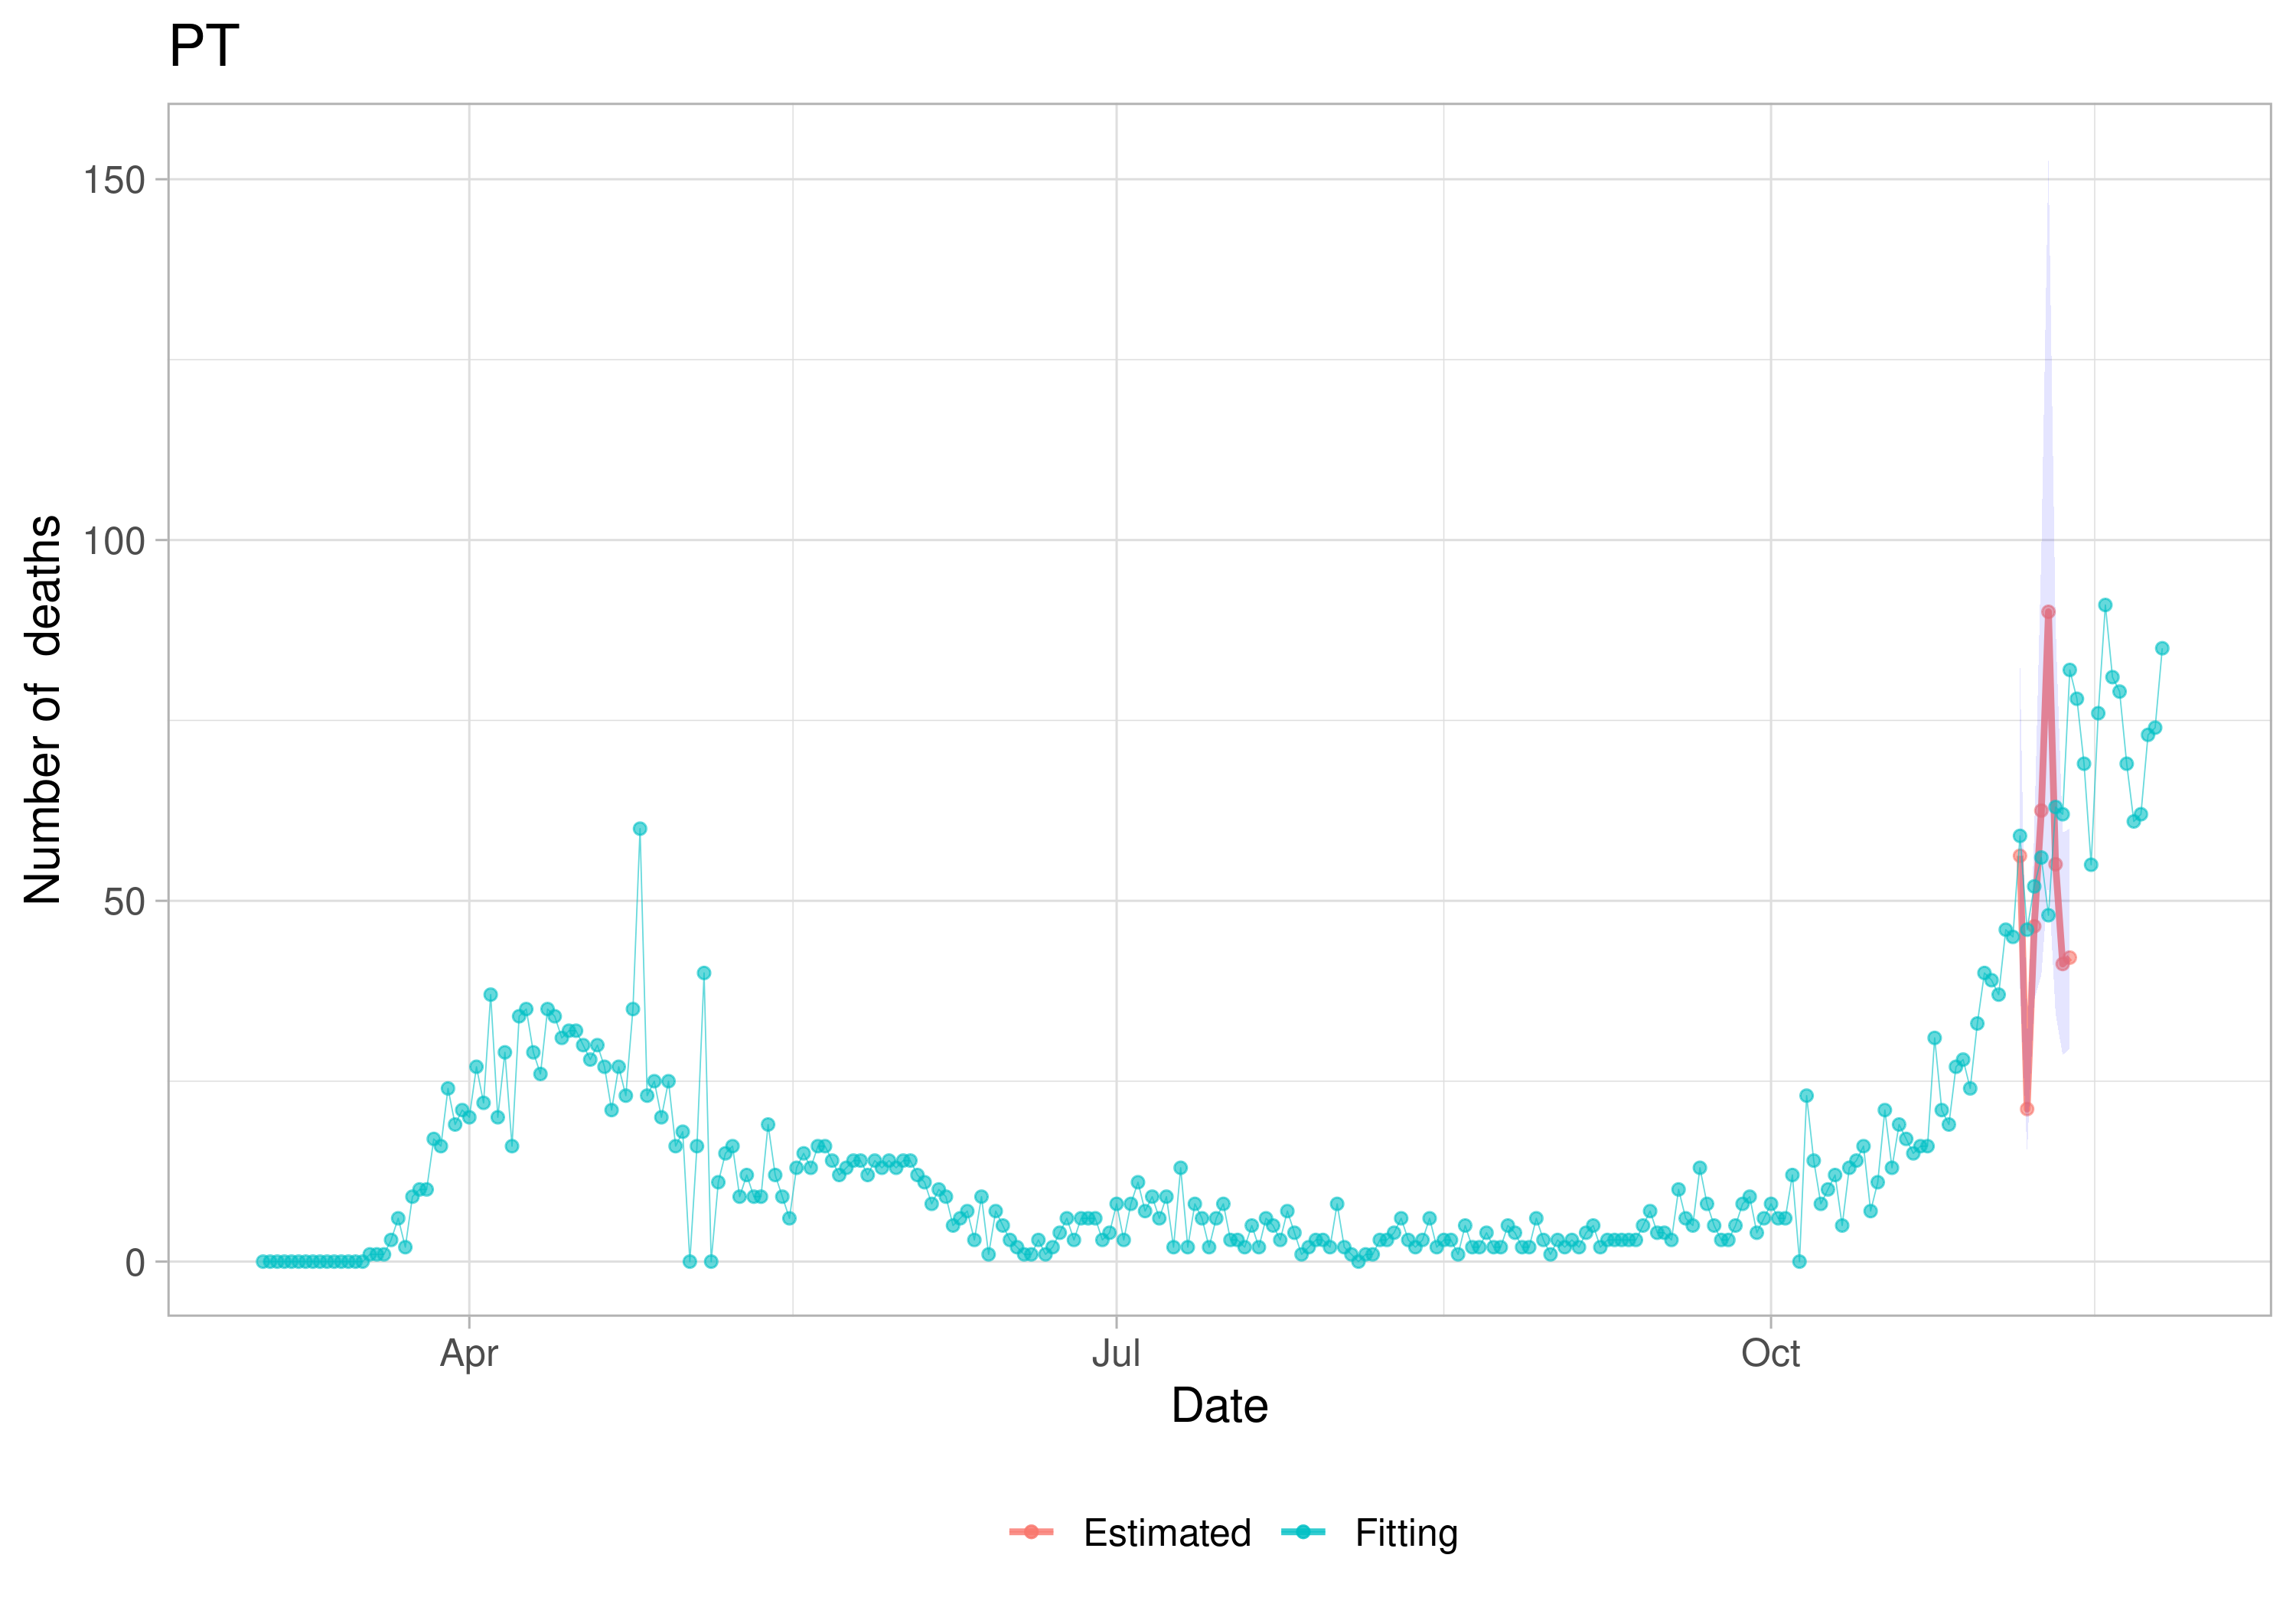 PT
150
100
50
0
Number of  deaths
Apr
Jul
Oct
Date
Estimated
Fitting